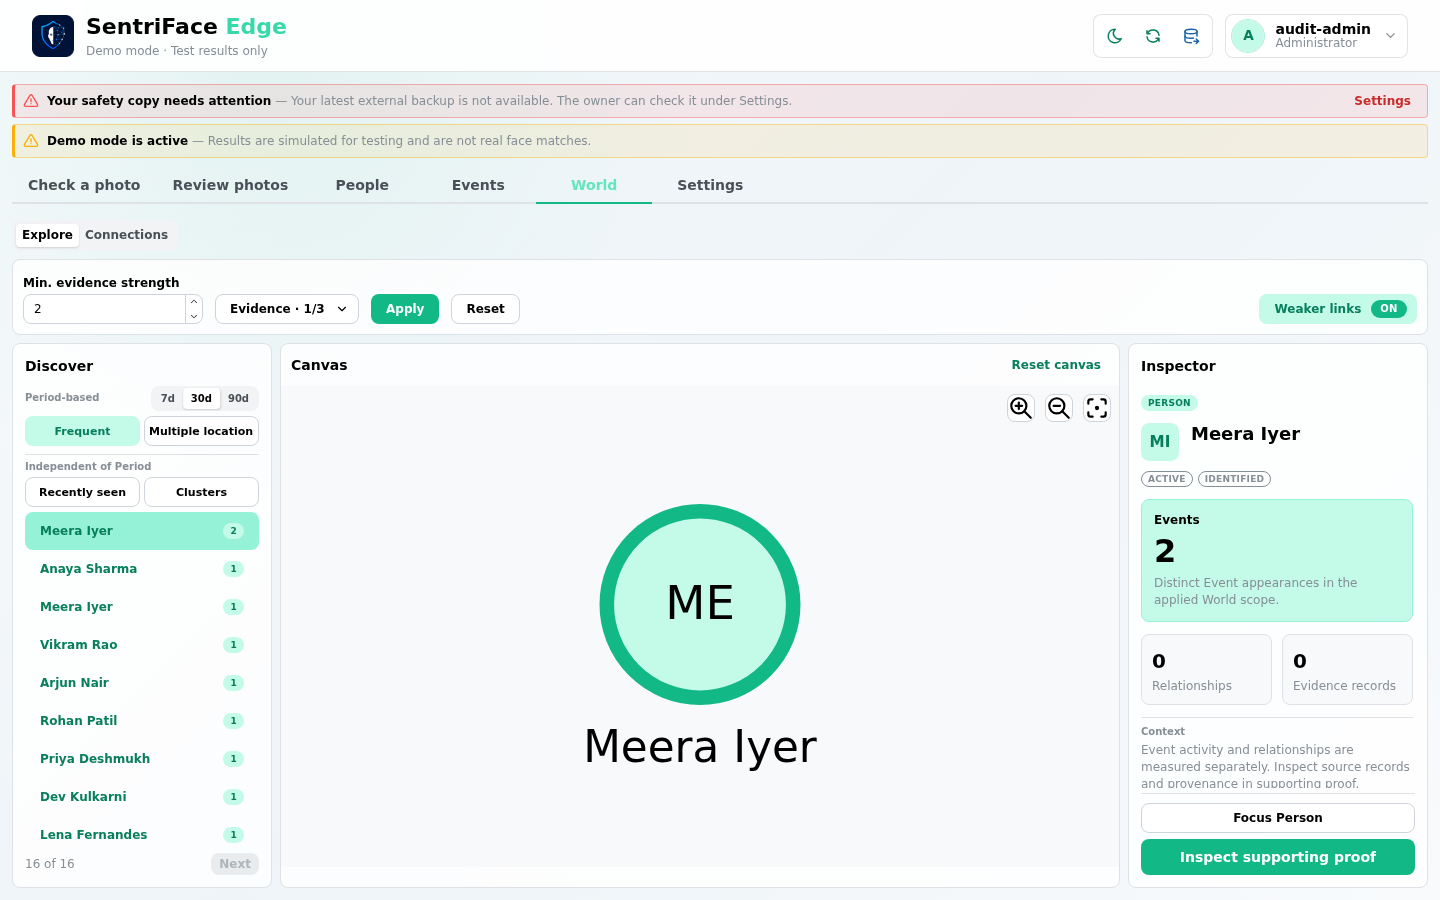 SentriFace Edge
Demo mode · Test results only
A
audit-admin
Administrator
Your safety copy needs attention — Your latest external backup is not available. The owner can check it under Settings.
Settings
Demo mode is active — Results are simulated for testing and are not real face matches.
Check a photo
Review photos
People
Events
World
Settings
Explore
Connections
Min. evidence strength
2
Evidence · 1/3
Apply
Reset
Weaker links ON
Discover
Period-based
7d
30d
90d
Frequent
Multiple location
Independent of Period
Recently seen
Clusters
Meera Iyer 2
Anaya Sharma 1
Meera Iyer 1
Vikram Rao 1
Arjun Nair 1
Rohan Patil 1
Priya Deshmukh 1
Dev Kulkarni 1
Lena Fernandes 1
16 of 16
Next
Canvas
Reset canvas
ME
Meera Iyer
Inspector
PERSON
MI
Meera Iyer
ACTIVE
IDENTIFIED
Events
2
Distinct Event appearances in the
applied World scope.
0
Relationships
0
Evidence records
Context
Event activity and relationships are
measured separately. Inspect source records
and provenance in supporting proof.
Focus Person
Inspect supporting proof